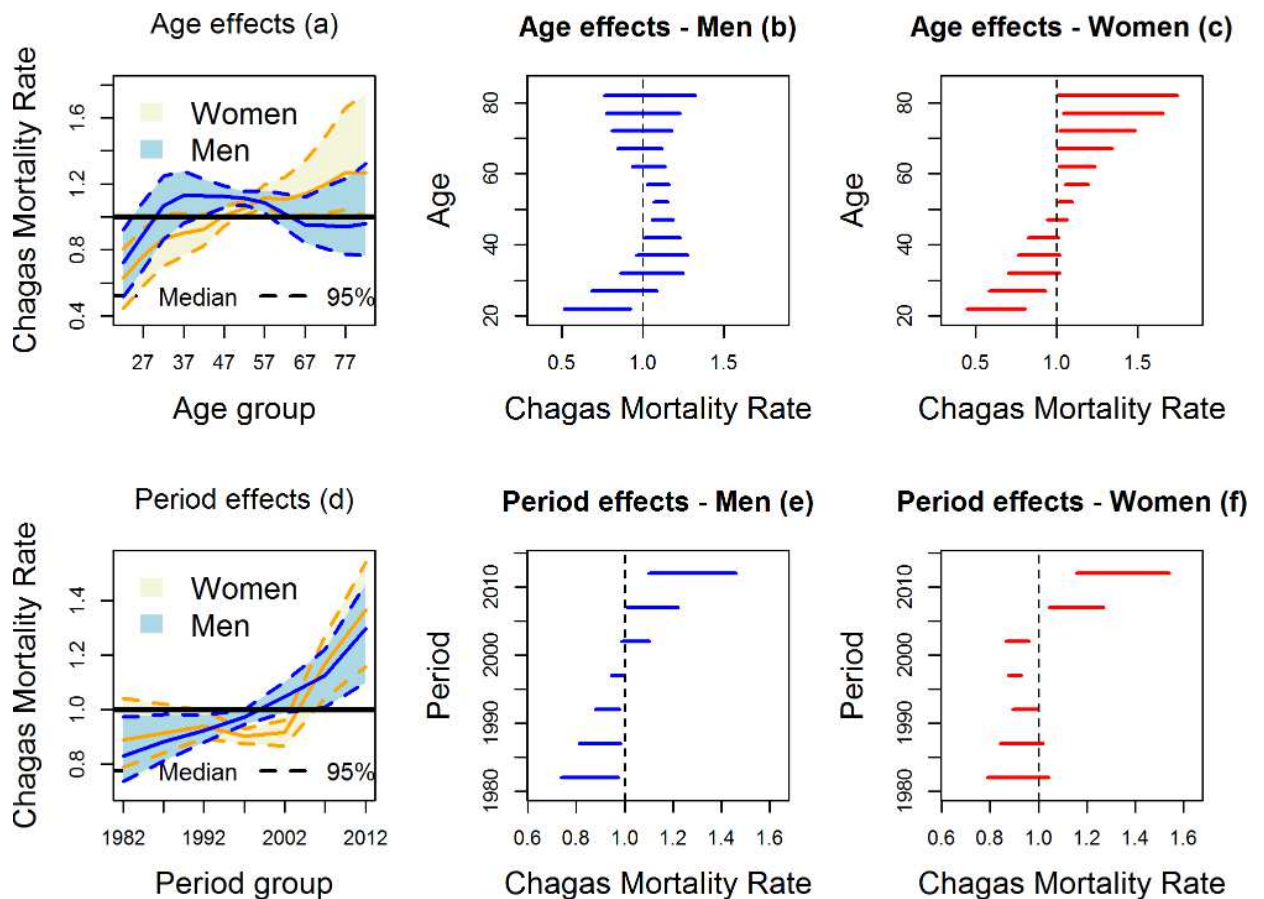 Age effects (a)
Chagas Mortality Rate
1.6
1.2
0.8
0.4
Women
Men
Median 95%
27 37 47 57 67 77
Age group
Age effects - Men (b)
Age
80
60
40
20
0.5 1.0 1.5
Chagas Mortality Rate
Age effects - Women (c)
Age
80
60
40
20
0.5 1.0 1.5
Chagas Mortality Rate
Period effects (d)
Chagas Mortality Rate
1.4
1.2
1.0
0.8
Women
Men
Median 95%
1982 1992 2002 2012
Period group
Period effects - Men (e)
Period
2010
2000
1990
1980
0.6 0.8 1.0 1.2 1.4 1.6
Chagas Mortality Rate
Period effects - Women (f)
Period
2010
2000
1990
1980
0.6 0.8 1.0 1.2 1.4 1.6
Chagas Mortality Rate